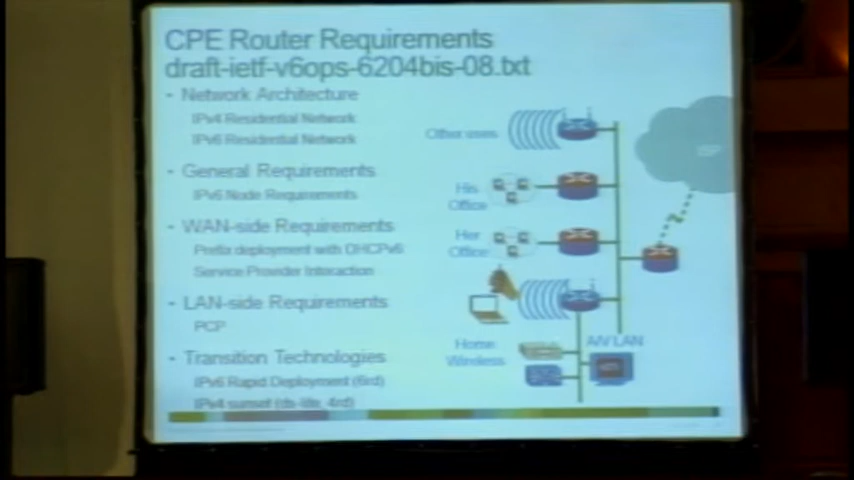 CPE Router Requirements
draft-ietf-v6ops-6204bis-08.txt
• Network Architecture
IPv4 Residential Network
IPv6 Residential Network
• General Requirements
IPv6 Node Requirements
• WAN-side Requirements
Prefix deployment with DHCPv6
Service Provider Interaction
• LAN-side Requirements
PCP
• Transition Technologies
IPv6 Rapid Deployment (6rd)
IPv4 sunset (ds-lite, 4rd)
Other uses
His
Office
Her
Office
Home
Wireless
A/V LAN
ISP